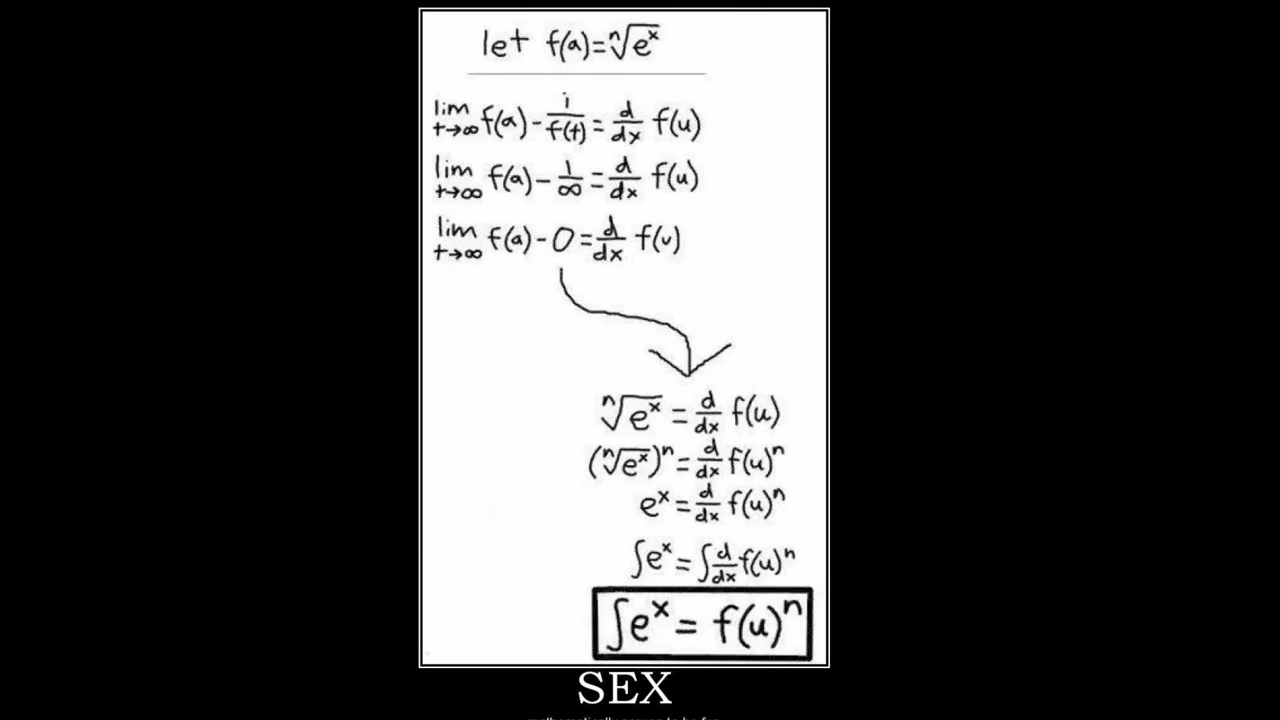 let f(a)=ⁿ√eˣ
lim t→∞ f(a) - 1/f(t) = d/dx f(u)
lim t→∞ f(a) - 1/∞ = d/dx f(u)
lim t→∞ f(a) - 0 = d/dx f(u)
ⁿ√eˣ = d/dx f(u)
(ⁿ√eˣ)ⁿ = d/dx f(u)ⁿ
eˣ = d/dx f(u)ⁿ
∫eˣ = ∫d/dx f(u)ⁿ
∫eˣ = f(u)ⁿ
SEX